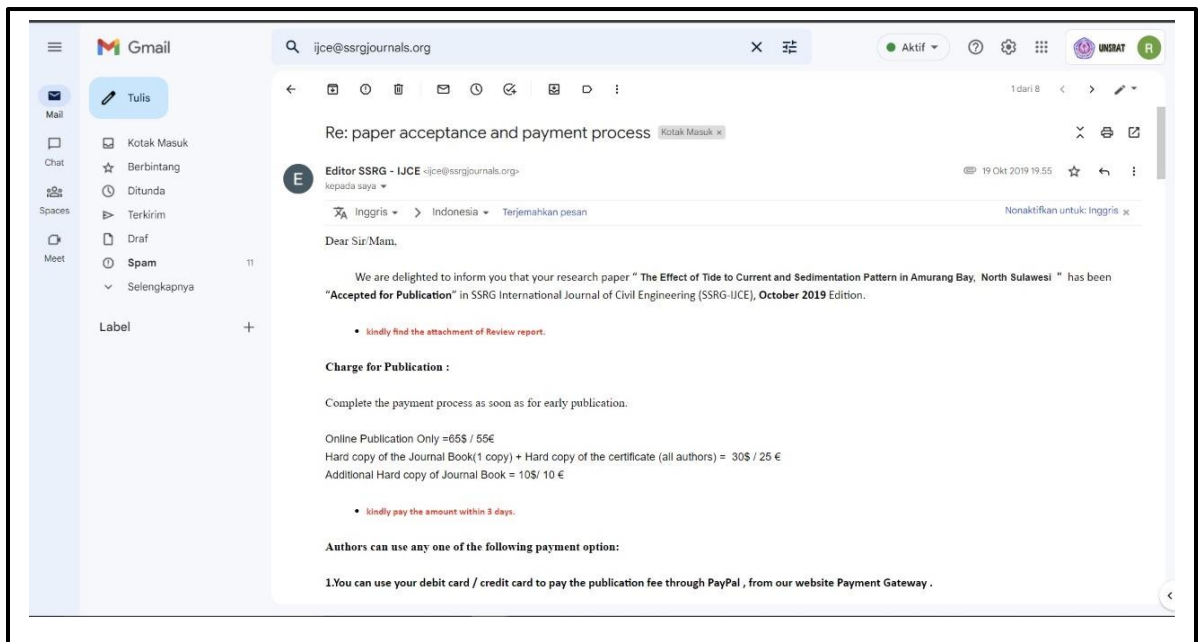 Gmail
ijce@ssrgjournals.org
Aktif
UNSRAT
R
Mail
Chat
Spaces
Meet
Tulis
Kotak Masuk
Berbintang
Ditunda
Terkirim
Draf
Spam 11
Selengkapnya
Label +
1 dari 8
Re: paper acceptance and payment process Kotak Masuk ×
E
Editor SSRG - IJCE <ijce@ssrgjournals.org>
19 Okt 2019 19.55
kepada saya
Inggris > Indonesia Terjemahkan pesan
Nonaktifkan untuk: Inggris ×
Dear Sir/Mam,
We are delighted to inform you that your research paper “ The Effect of Tide to Current and Sedimentation Pattern in Amurang Bay, North Sulawesi ” has been
“Accepted for Publication” in SSRG International Journal of Civil Engineering (SSRG-IJCE), October 2019 Edition.
• kindly find the attachment of Review report.
Charge for Publication :
Complete the payment process as soon as for early publication.
Online Publication Only =65$ / 55€
Hard copy of the Journal Book(1 copy) + Hard copy of the certificate (all authors) = 30$ / 25 €
Additional Hard copy of Journal Book = 10$/ 10 €
• kindly pay the amount within 3 days.
Authors can use any one of the following payment option:
1.You can use your debit card / credit card to pay the publication fee through PayPal , from our website Payment Gateway .